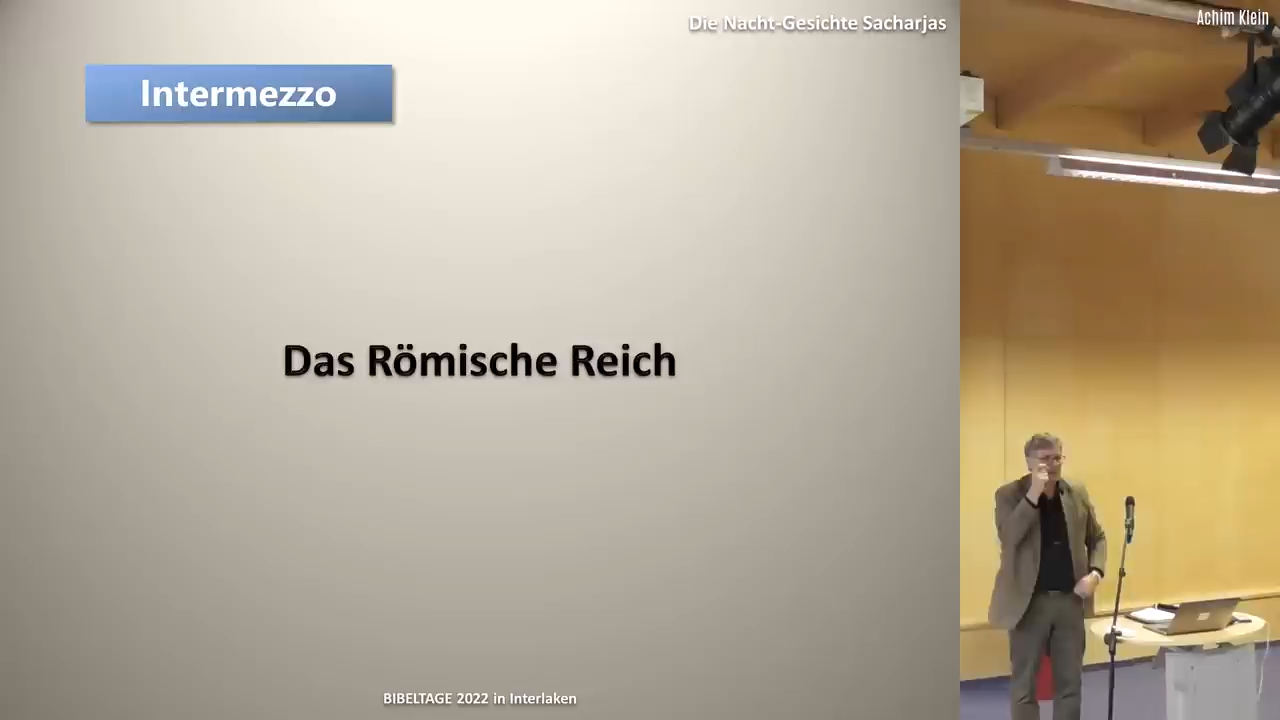 Die Nacht-Gesichte Sacharjas
Achim Klein
Intermezzo
Das Römische Reich
BIBELTAGE 2022 in Interlaken